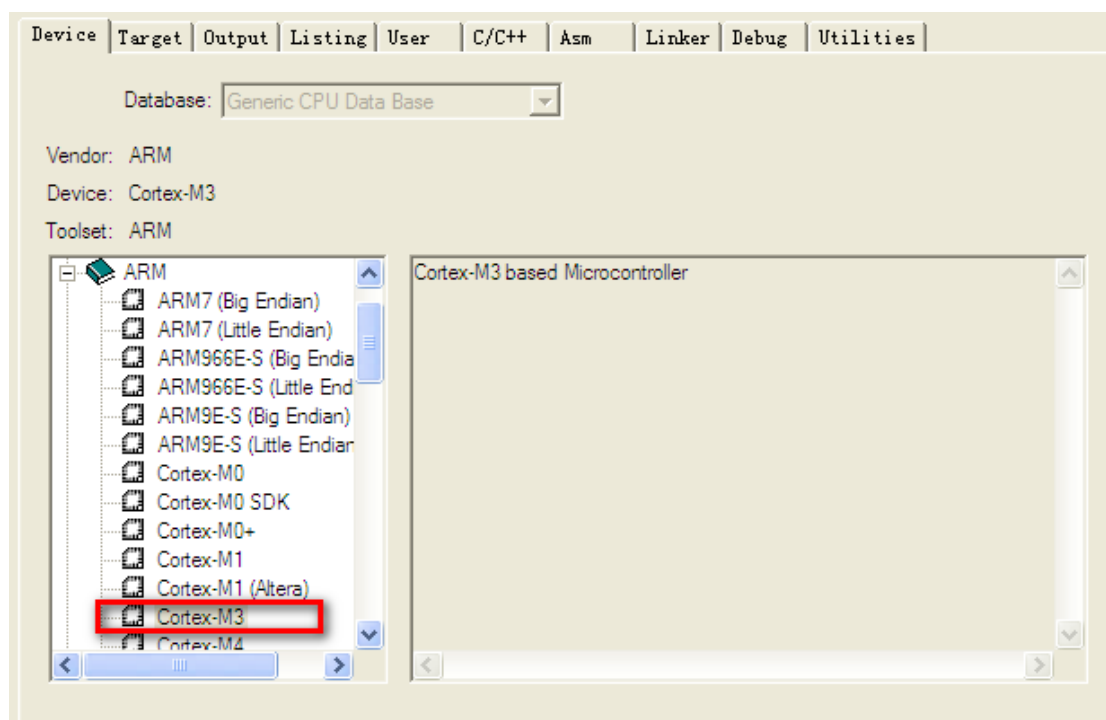 Device Target Output Listing User C/C++ Asm Linker Debug Utilities
Database: Generic CPU Data Base
Vendor: ARM
Device: Cortex-M3
Toolset: ARM
ARM
ARM7 (Big Endian)
ARM7 (Little Endian)
ARM966E-S (Big Endia
ARM966E-S (Little End
ARM9E-S (Big Endian)
ARM9E-S (Little Endian
Cortex-M0
Cortex-M0 SDK
Cortex-M0+
Cortex-M1
Cortex-M1 (Altera)
Cortex-M3
Cortex-M4
Cortex-M3 based Microcontroller